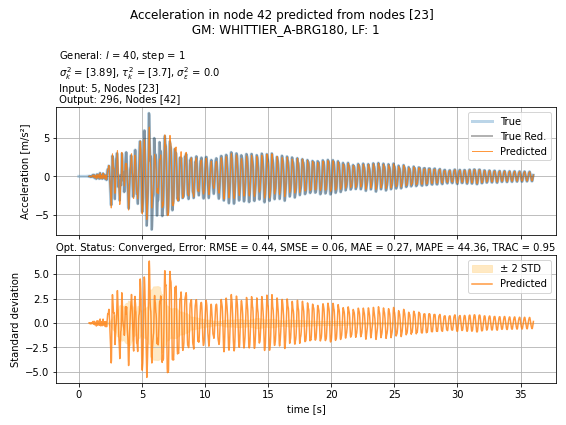 Acceleration in node 42 predicted from nodes [23]
GM: WHITTIER_A-BRG180, LF: 1
General: l = 40, step = 1
σ²ₖ = [3.89], τ²ₖ = [3.7], σ²ε = 0.0
Input: 5, Nodes [23]
Output: 296, Nodes [42]
Acceleration [m/s²]
5
0
−5
True
True Red.
Predicted
Opt. Status: Converged, Error: RMSE = 0.44, SMSE = 0.06, MAE = 0.27, MAPE = 44.36, TRAC = 0.95
Standard deviation
5.0
2.5
0.0
−2.5
−5.0
± 2 STD
Predicted
0 5 10 15 20 25 30 35
time [s]